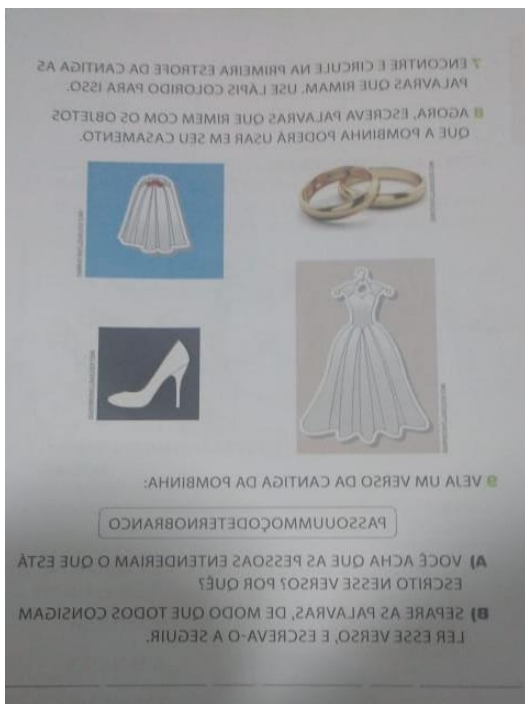 7 ENCONTRE E CIRCULE NA PRIMEIRA ESTROFE DA CANTIGA AS
PALAVRAS QUE RIMAM. USE LÁPIS COLORIDO PARA ISSO.
8 AGORA, ESCREVA PALAVRAS QUE RIMEM COM OS OBJETOS
QUE A POMBINHA PODERÁ USAR EM SEU CASAMENTO.
9 VEJA UM VERSO DA CANTIGA DA POMBINHA:
PASSOUUMMOÇODETERNOBRANCO
A) VOCÊ ACHA QUE AS PESSOAS ENTENDERIAM O QUE ESTÁ
ESCRITO NESSE VERSO? POR QUÊ?
B) SEPARE AS PALAVRAS, DE MODO QUE TODOS CONSIGAM
LER ESSE VERSO, E ESCREVA-O A SEGUIR.